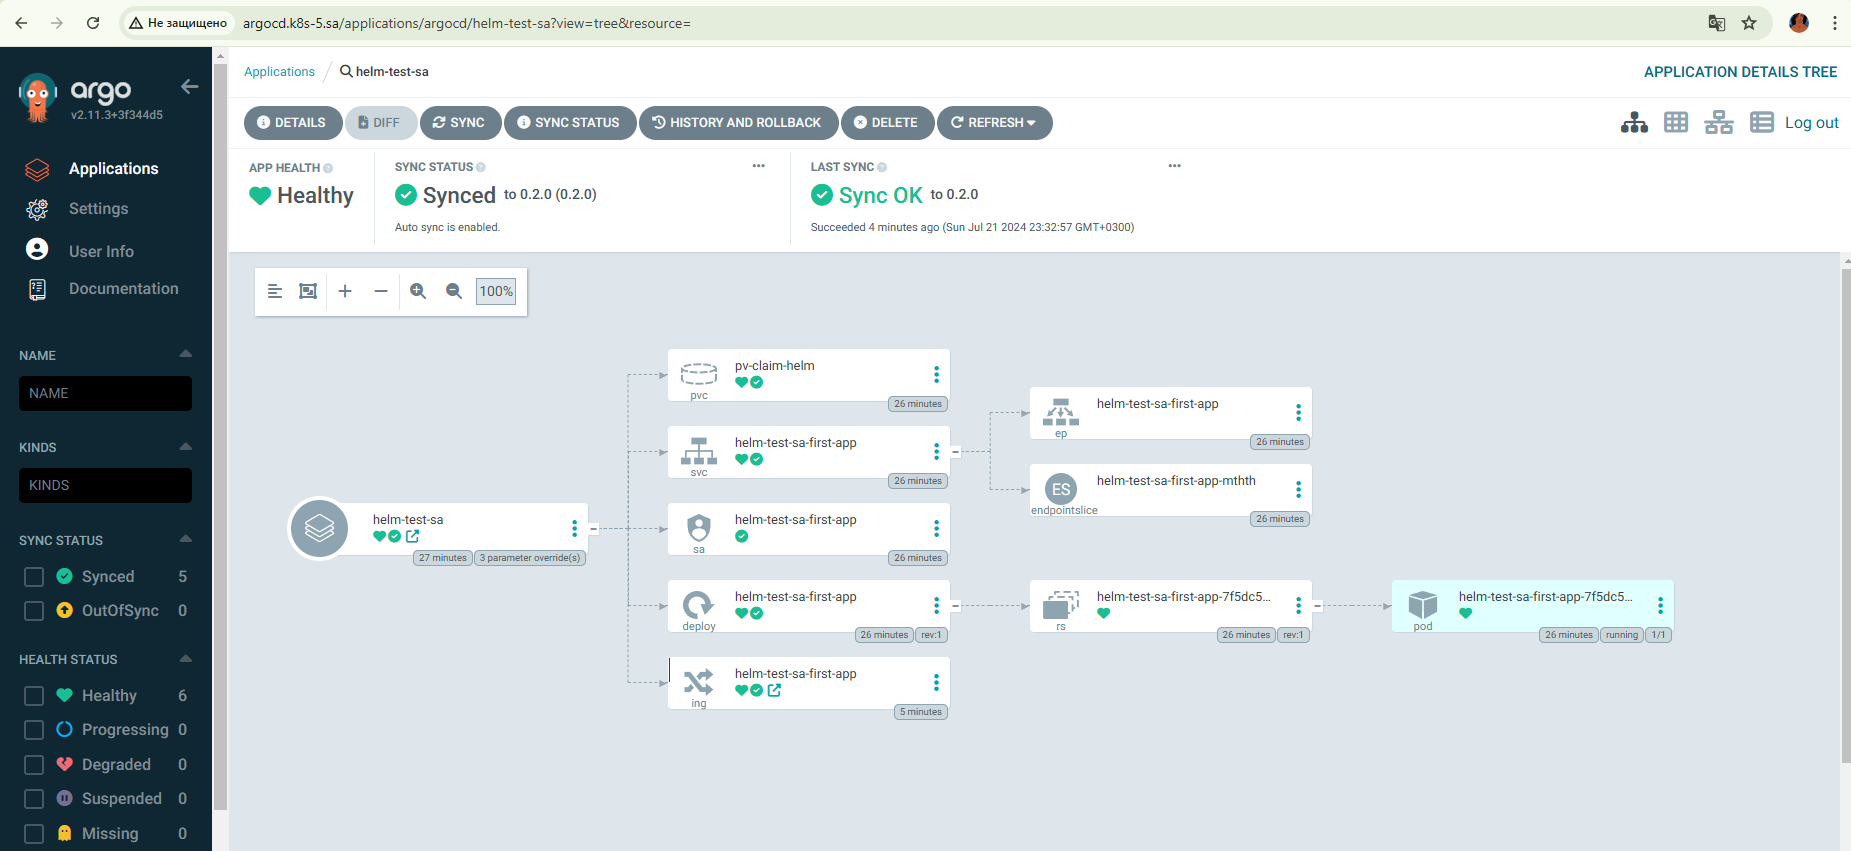 Не защищено argocd.k8s-5.sa/applications/argocd/helm-test-sa?view=tree&resource=
argo
v2.11.3+3f344d5
Applications
Settings
User Info
Documentation
NAME
NAME
KINDS
KINDS
SYNC STATUS
Synced 5
OutOfSync 0
HEALTH STATUS
Healthy 6
Progressing 0
Degraded 0
Suspended 0
Missing 0
Applications / helm-test-sa
APPLICATION DETAILS TREE
DETAILS DIFF SYNC SYNC STATUS HISTORY AND ROLLBACK DELETE REFRESH
Log out
APP HEALTH
Healthy
SYNC STATUS
Synced to 0.2.0 (0.2.0)
Auto sync is enabled.
LAST SYNC
Sync OK to 0.2.0
Succeeded 4 minutes ago (Sun Jul 21 2024 23:32:57 GMT+0300)
100%
helm-test-sa
27 minutes 3 parameter override(s)
pv-claim-helm
pvc
26 minutes
helm-test-sa-first-app
svc
26 minutes
helm-test-sa-first-app
sa
26 minutes
helm-test-sa-first-app
deploy
26 minutes rev:1
helm-test-sa-first-app
ing
5 minutes
helm-test-sa-first-app
ep
26 minutes
ES
helm-test-sa-first-app-mthth
endpointslice
26 minutes
helm-test-sa-first-app-7f5dc5...
rs
26 minutes rev:1
helm-test-sa-first-app-7f5dc5...
pod
26 minutes running 1/1